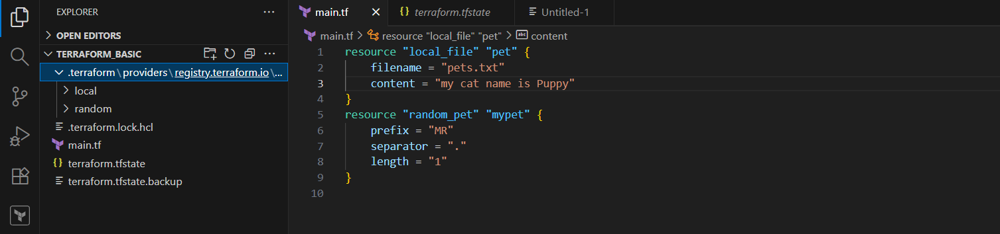 EXPLORER
OPEN EDITORS
TERRAFORM_BASIC
.terraform\providers\registry.terraform.io\...
local
random
.terraform.lock.hcl
main.tf
terraform.tfstate
terraform.tfstate.backup
main.tf terraform.tfstate Untitled-1
main.tf > resource "local_file" "pet" > abc content
1 resource "local_file" "pet" {
2     filename = "pets.txt"
3     content = "my cat name is Puppy"
4 }
5 resource "random_pet" "mypet" {
6     prefix = "MR"
7     separator = "."
8     length = "1"
9 }
10